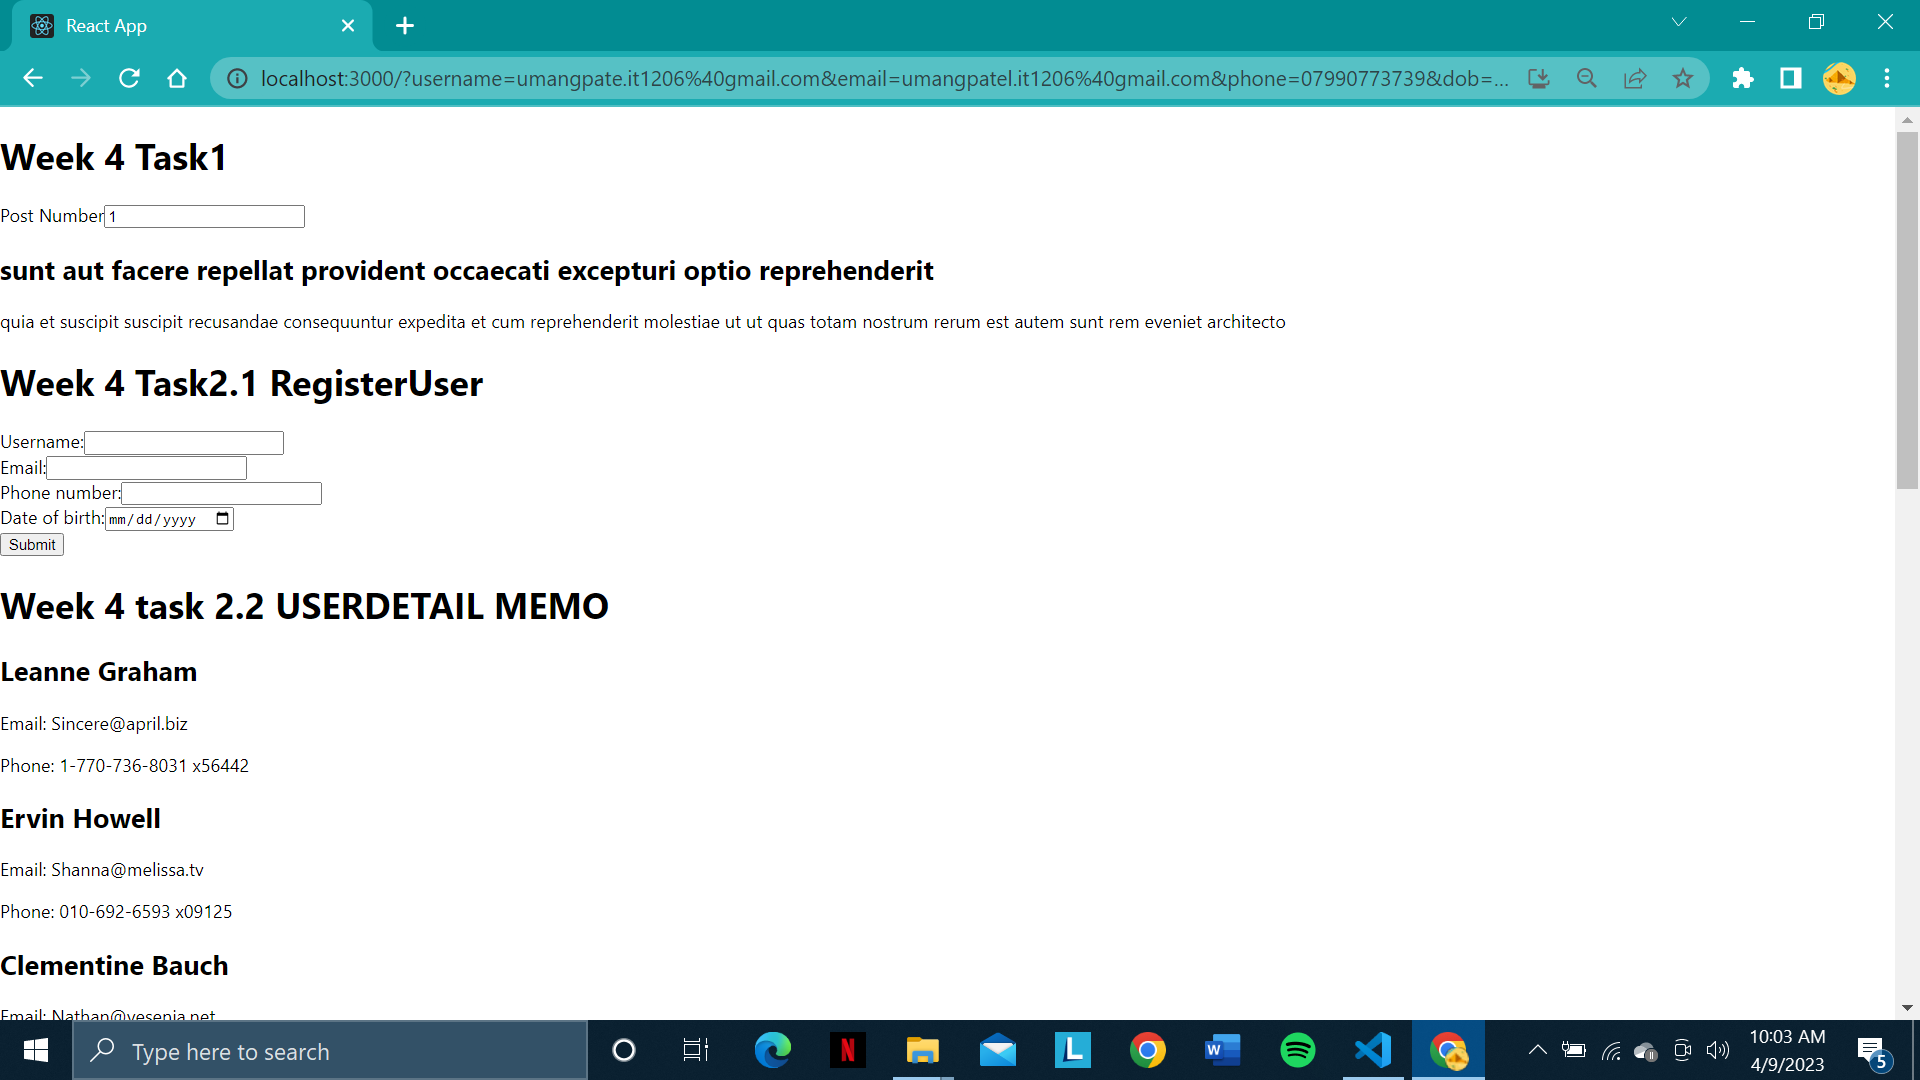 React App
localhost:3000/?username=umangpate.it1206%40gmail.com&email=umangpatel.it1206%40gmail.com&phone=07990773739&dob=...
Week 4 Task1
Post Number 1
sunt aut facere repellat provident occaecati excepturi optio reprehenderit
quia et suscipit suscipit recusandae consequuntur expedita et cum reprehenderit molestiae ut ut quas totam nostrum rerum est autem sunt rem eveniet architecto
Week 4 Task2.1 RegisterUser
Username:
Email:
Phone number:
Date of birth: mm/dd/yyyy
Submit
Week 4 task 2.2 USERDETAIL MEMO
Leanne Graham
Email: Sincere@april.biz
Phone: 1-770-736-8031 x56442
Ervin Howell
Email: Shanna@melissa.tv
Phone: 010-692-6593 x09125
Clementine Bauch
Email: Nathan@yesenia.net
Type here to search
10:03 AM
4/9/2023
5